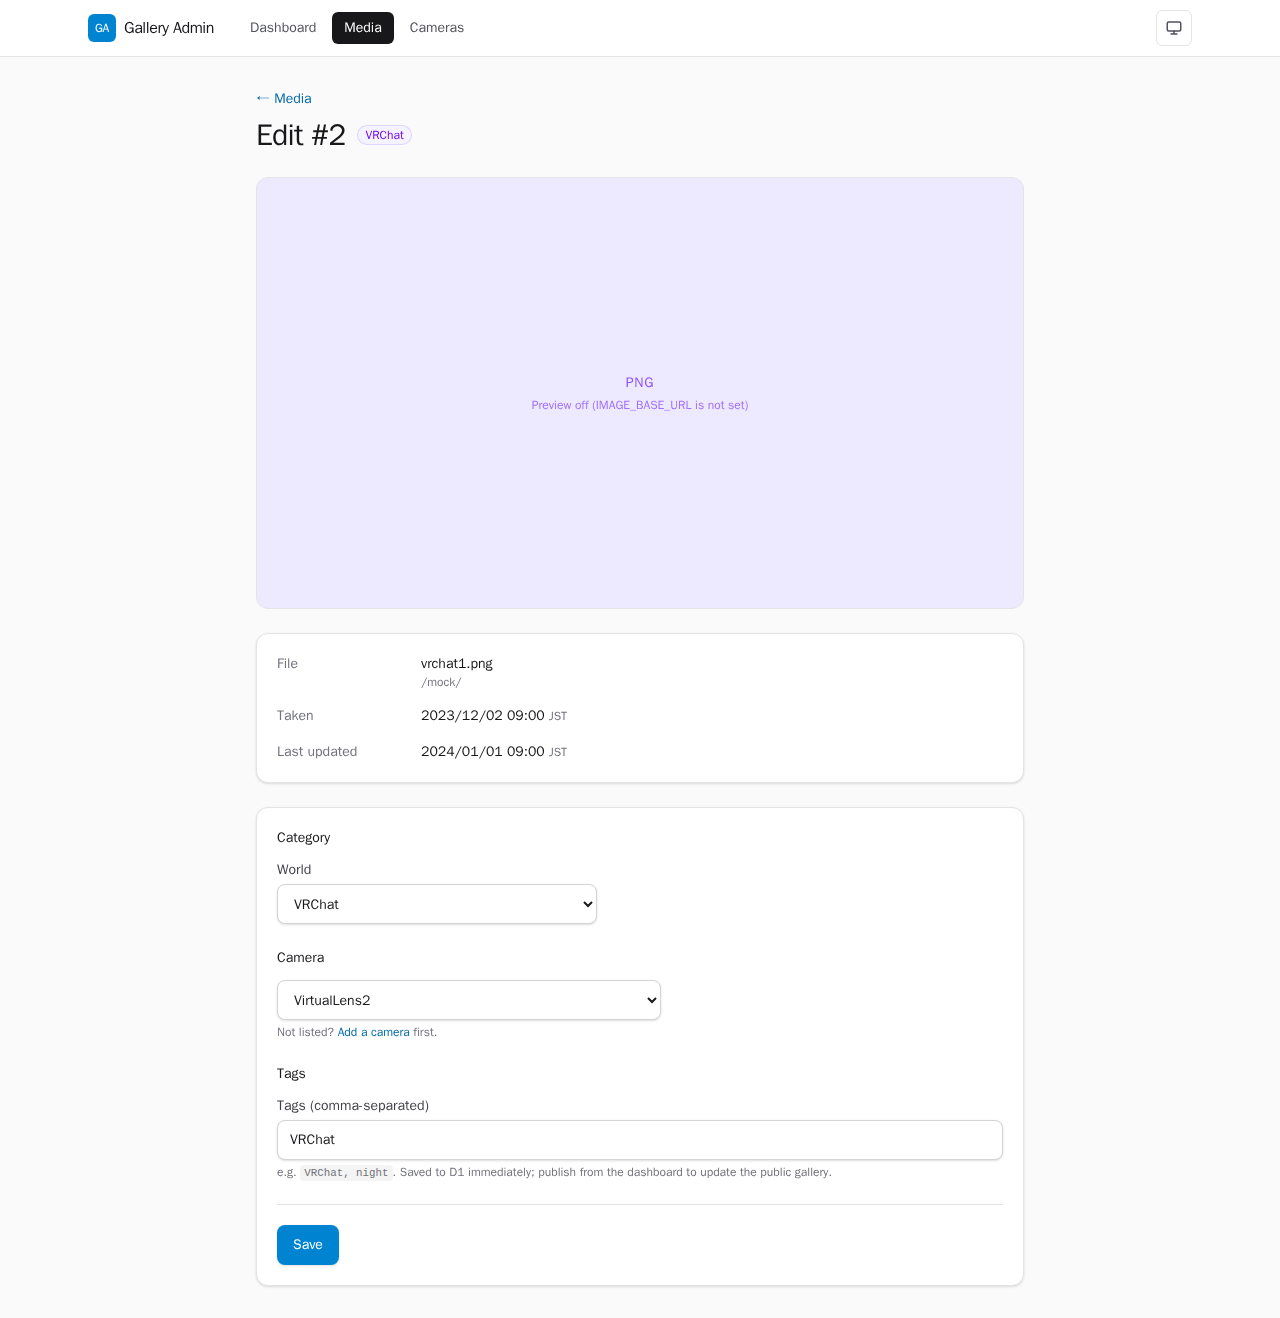 GA Gallery Admin Dashboard Media Cameras
← Media
Edit #2 VRChat
PNG
Preview off (IMAGE_BASE_URL is not set)
File vrchat1.png
/mock/
Taken 2023/12/02 09:00 JST
Last updated 2024/01/01 09:00 JST
Category
World
VRChat
Camera
VirtualLens2
Not listed? Add a camera first.
Tags
Tags (comma-separated)
VRChat
e.g. VRChat, night. Saved to D1 immediately; publish from the dashboard to update the public gallery.
Save